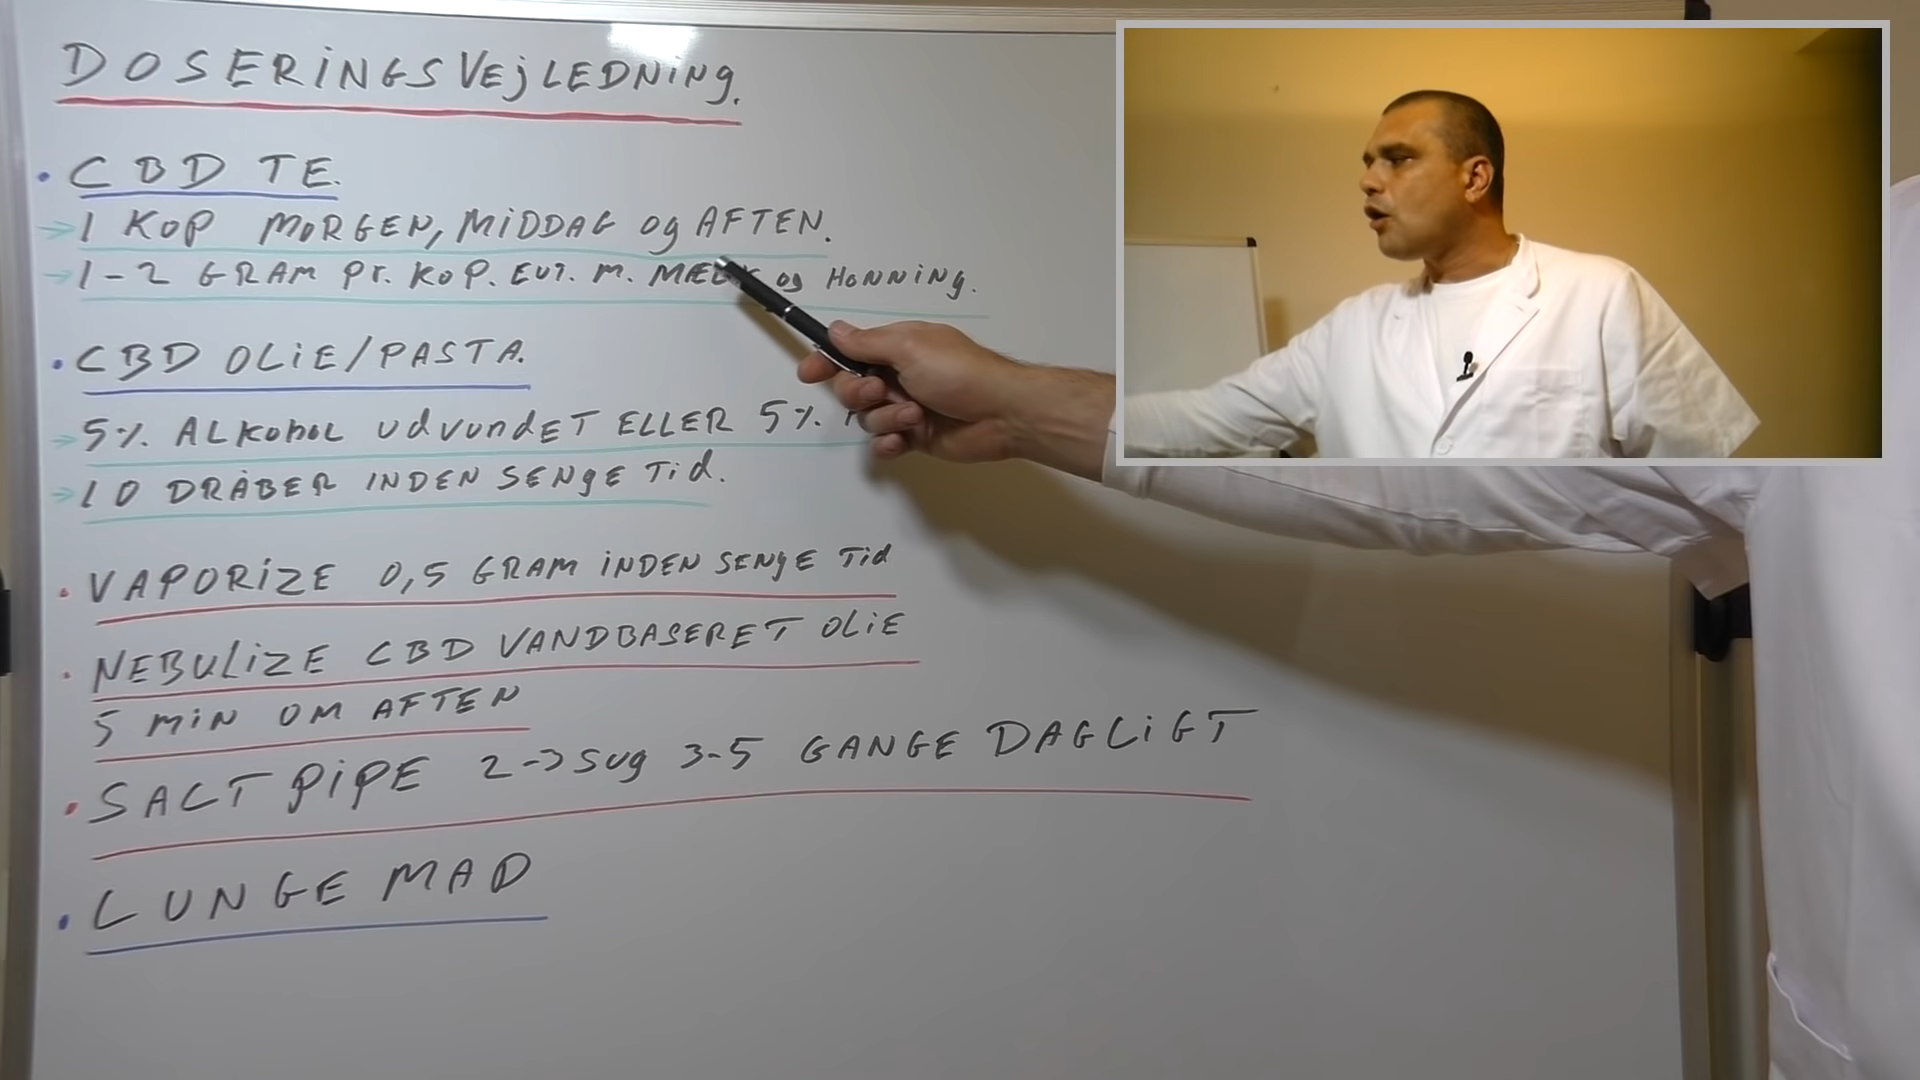 DOSERINGSVEJLEDNING.
• CBD TE.
→ 1 KOP MORGEN, MIDDAG og AFTEN.
→ 1-2 GRAM Pr. KOP. EVT. M. MÆLK og HONNING.
• CBD OLIE/PASTA.
→ 5% ALKOHOL UdvundET ELLER 5%.
→ 10 DRÅBER INDEN SENGE Tid.
• VAPORIZE 0,5 GRAM INDEN SENGE Tid
• NEBULIZE CBD VANDBASERET OLIE
5 MIN OM AFTEN
• SALT PIPE 2→3 sug 3-5 GANGE DAGLIGT
• LUNGE MAD